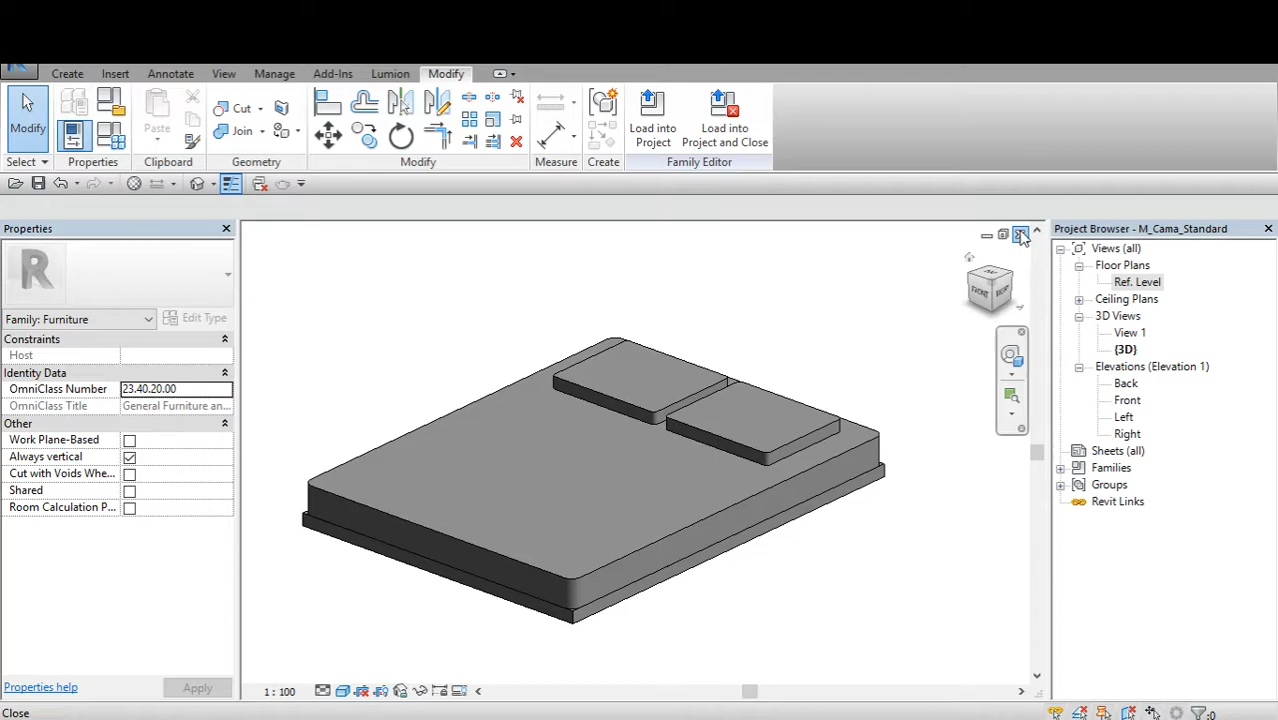 Create Insert Annotate View Manage Add-Ins Lumion Modify
Modify
Paste
Cut
Join
Load into
Project
Load into
Project and Close
Select Properties Clipboard Geometry Modify Measure Create Family Editor
Properties
R
Family: Furniture
Edit Type
Constraints
Host
Identity Data
OmniClass Number 23.40.20.00
OmniClass Title General Furniture an...
Other
Work Plane-Based
Always vertical
Cut with Voids Whe...
Shared
Room Calculation P...
Properties help
Apply
FRONT
1 : 100
Project Browser - M_Cama_Standard
Views (all)
Floor Plans
Ref. Level
Ceiling Plans
3D Views
View 1
{3D}
Elevations (Elevation 1)
Back
Front
Left
Right
Sheets (all)
Families
Groups
Revit Links
Close
:0